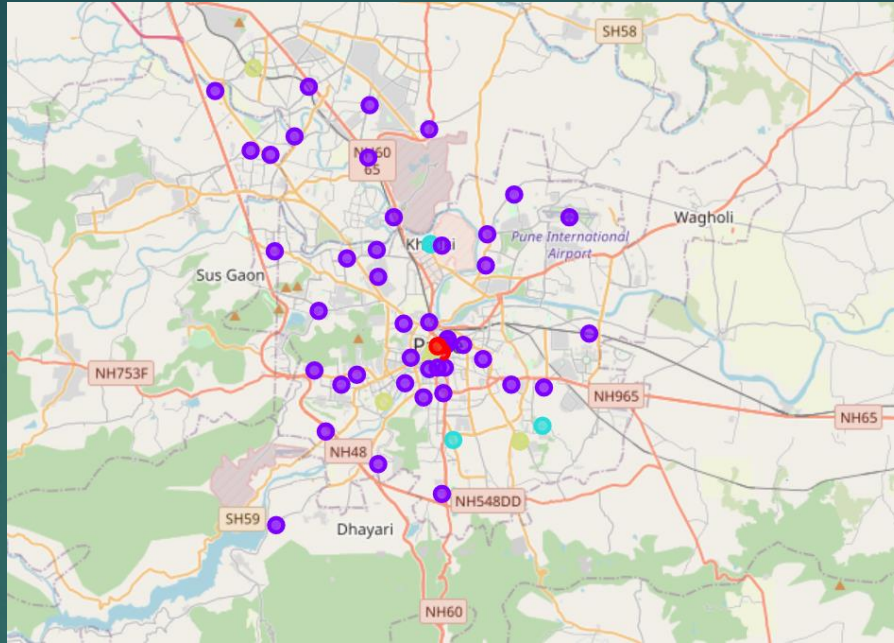 SH58
NH60
65
Wagholi
Pune International
Airport
Sus Gaon
NH753F
NH965
NH65
NH48
NH548DD
SH59
Dhayari
NH60